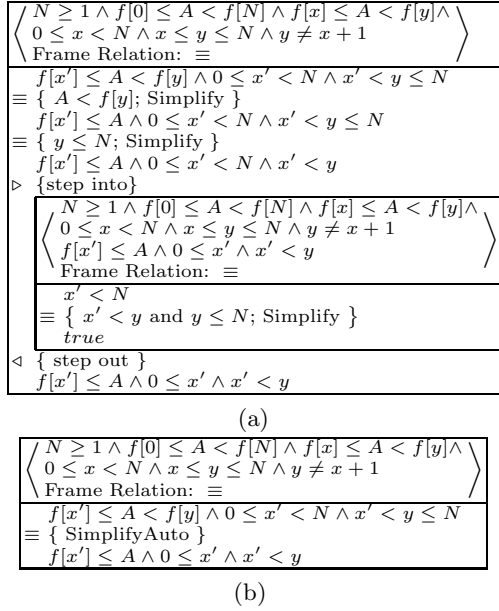 N ≥ 1 ∧ f[0] ≤ A < f[N] ∧ f[x] ≤ A < f[y]∧
0 ≤ x < N ∧ x ≤ y ≤ N ∧ y ≠ x + 1
Frame Relation: ≡
f[x′] ≤ A < f[y] ∧ 0 ≤ x′ < N ∧ x′ < y ≤ N
≡ { A < f[y]; Simplify }
f[x′] ≤ A ∧ 0 ≤ x′ < N ∧ x′ < y ≤ N
≡ { y ≤ N; Simplify }
f[x′] ≤ A ∧ 0 ≤ x′ < N ∧ x′ < y
▷ {step into}
N ≥ 1 ∧ f[0] ≤ A < f[N] ∧ f[x] ≤ A < f[y]∧
0 ≤ x < N ∧ x ≤ y ≤ N ∧ y ≠ x + 1
f[x′] ≤ A ∧ 0 ≤ x′ ∧ x′ < y
Frame Relation: ≡
x′ < N
≡ { x′ < y and y ≤ N; Simplify }
true
◁ { step out }
f[x′] ≤ A ∧ 0 ≤ x′ ∧ x′ < y
(a)
N ≥ 1 ∧ f[0] ≤ A < f[N] ∧ f[x] ≤ A < f[y]∧
0 ≤ x < N ∧ x ≤ y ≤ N ∧ y ≠ x + 1
Frame Relation: ≡
f[x′] ≤ A < f[y] ∧ 0 ≤ x′ < N ∧ x′ < y ≤ N
≡ { SimplifyAuto }
f[x′] ≤ A ∧ 0 ≤ x′ ∧ x′ < y
(b)